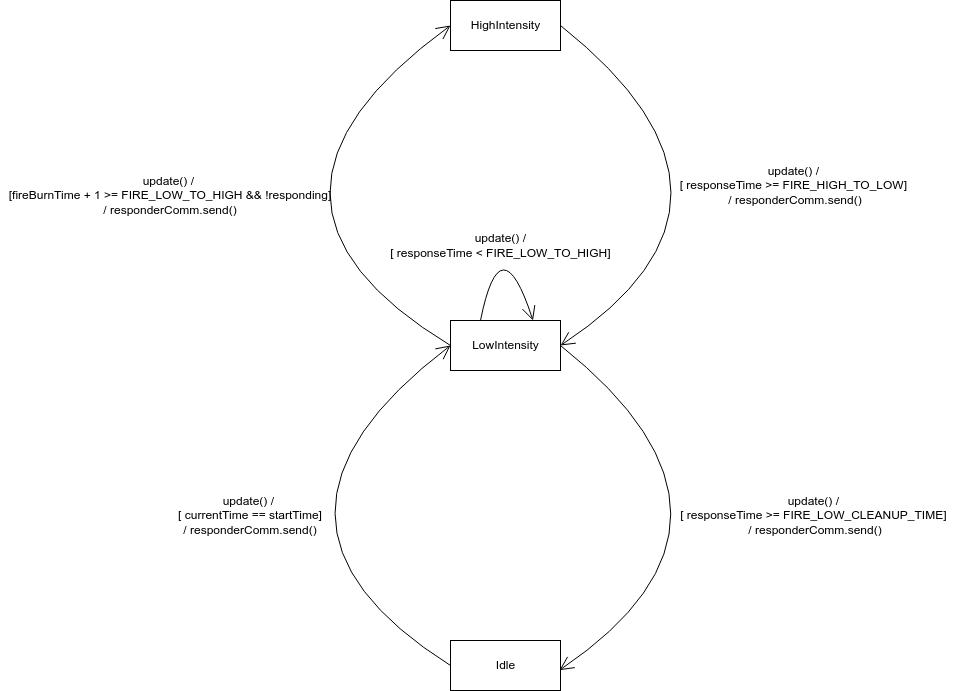 HighIntensity
update() /
[fireBurnTime + 1 >= FIRE_LOW_TO_HIGH && !responding]
/ responderComm.send()
update() /
[ responseTime >= FIRE_HIGH_TO_LOW]
/ responderComm.send()
update() /
[ responseTime < FIRE_LOW_TO_HIGH]
LowIntensity
update() /
[ currentTime == startTime]
/ responderComm.send()
update() /
[ responseTime >= FIRE_LOW_CLEANUP_TIME]
/ responderComm.send()
Idle